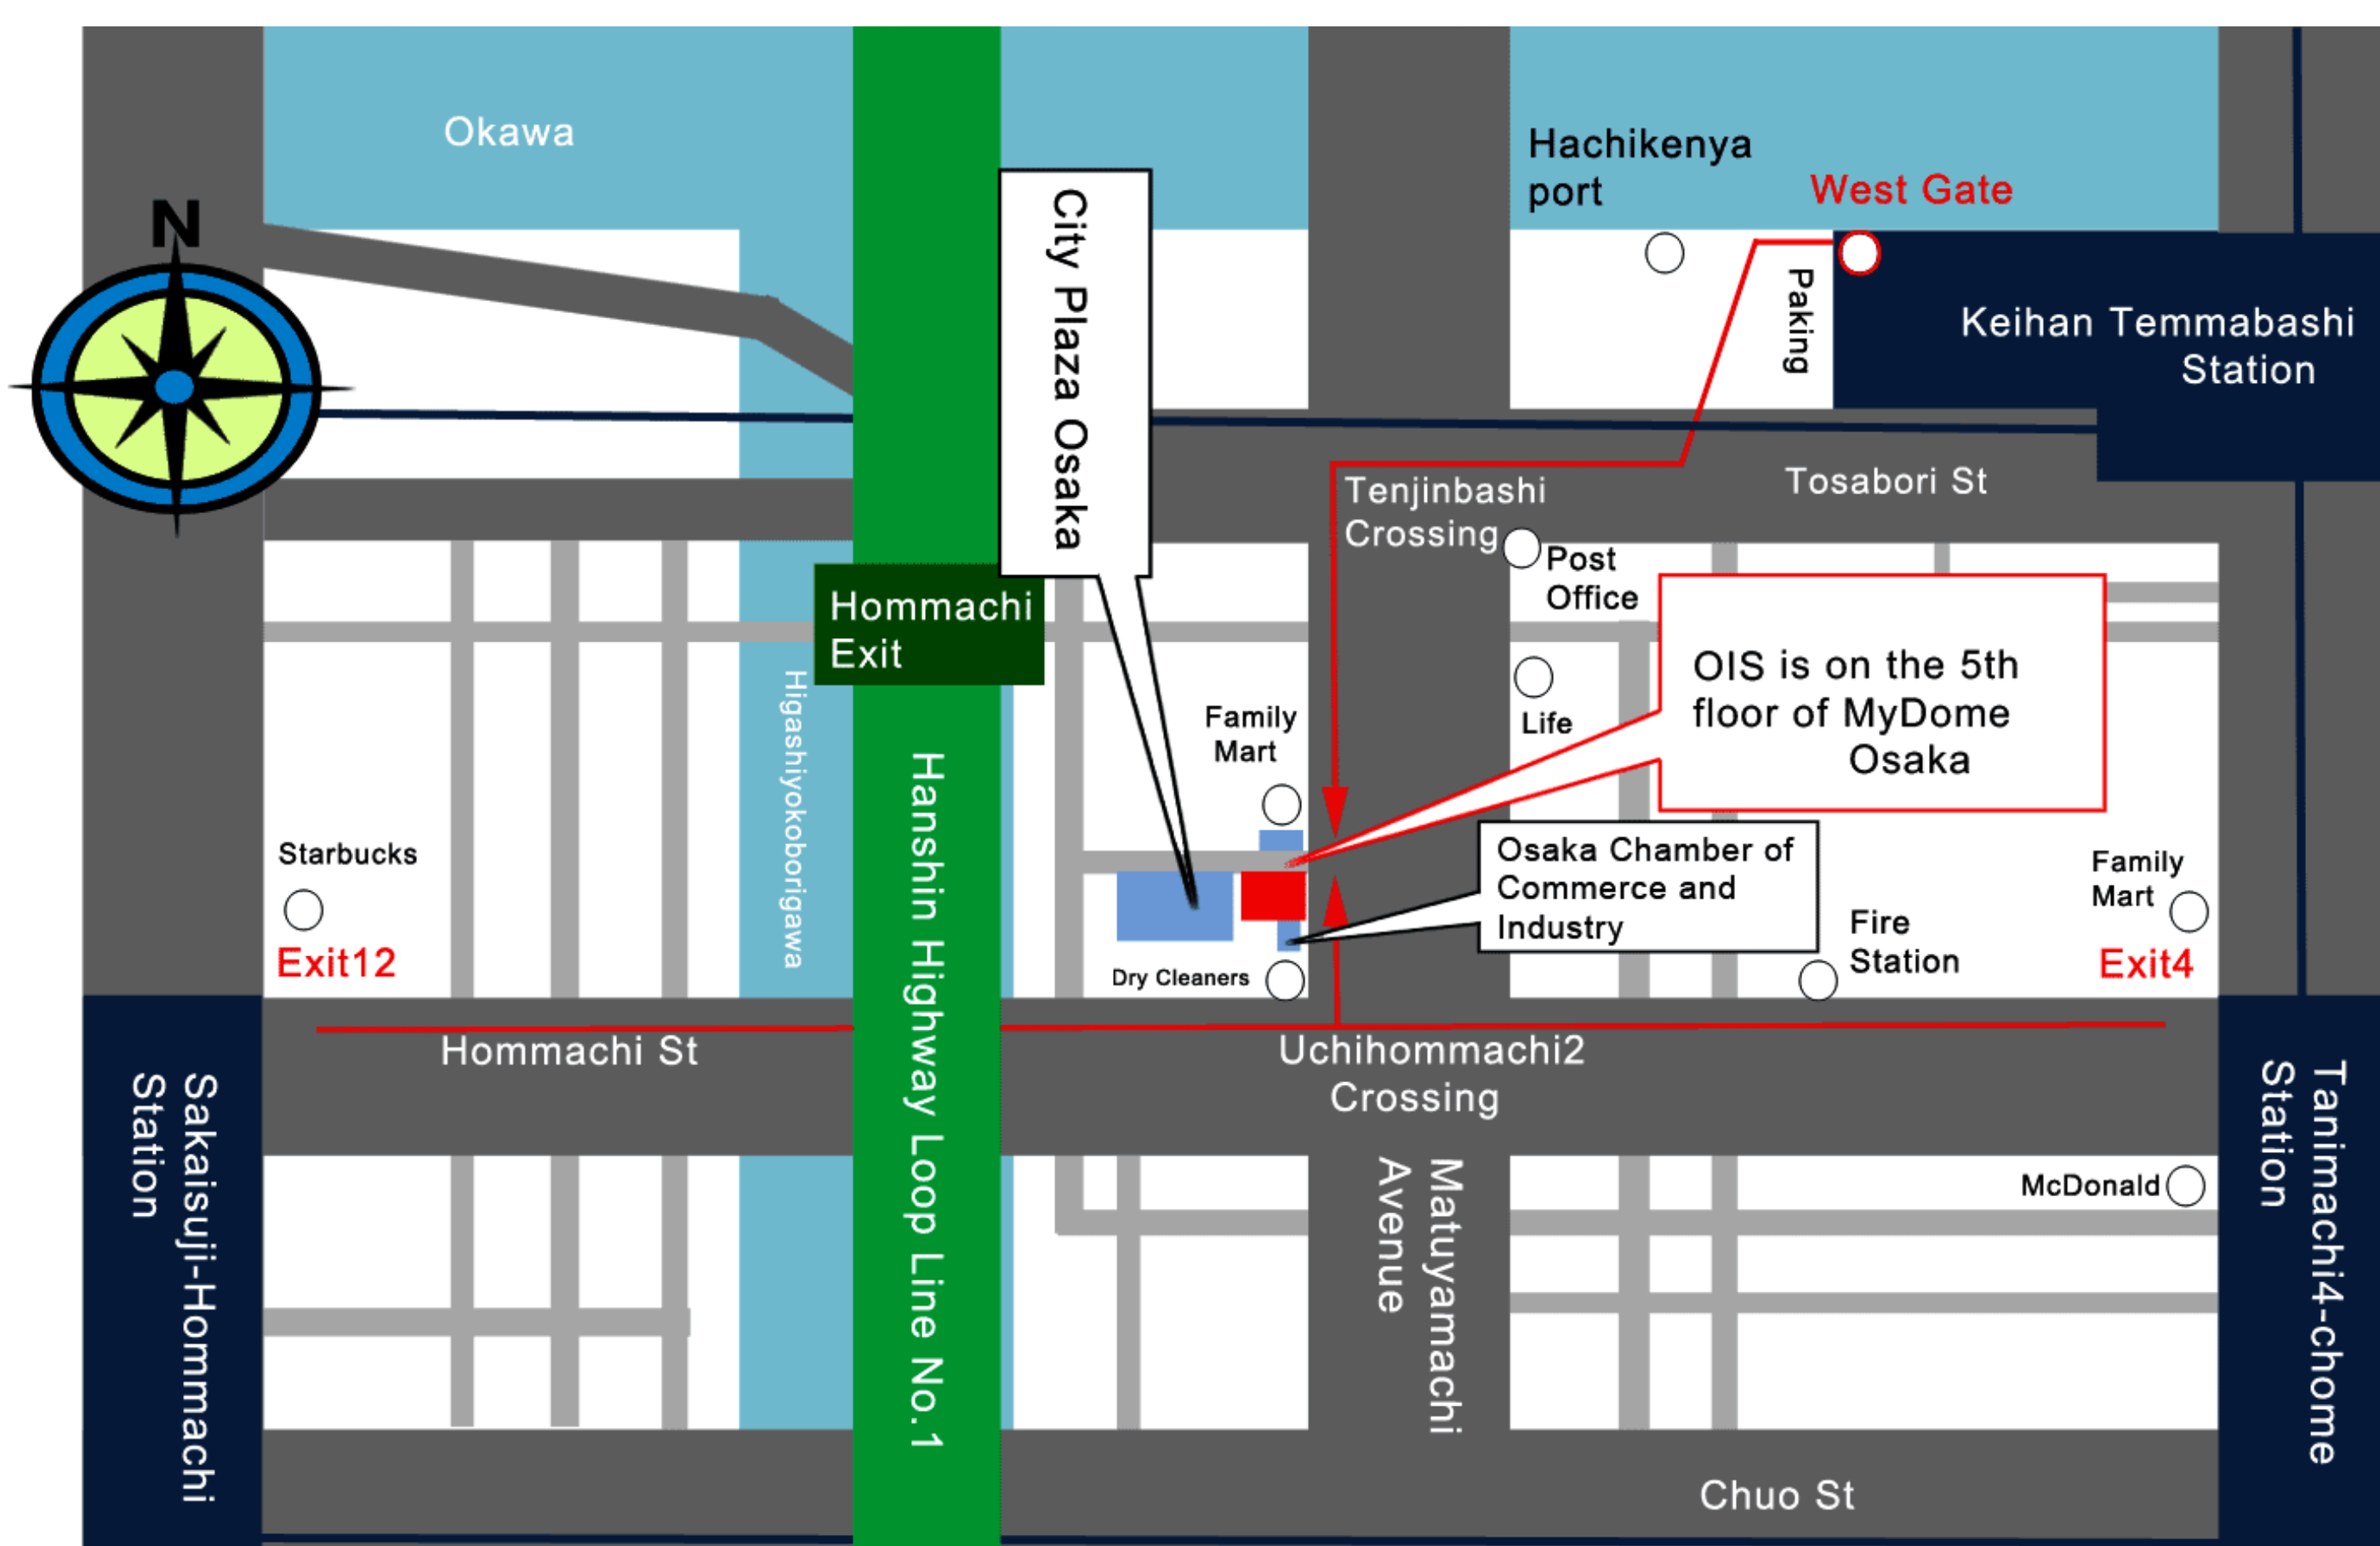 Okawa
N
City Plaza Osaka
Hachikenya
port
West Gate
Paking
Keihan Temmabashi
Station
Tenjinbashi
Crossing
Tosabori St
Post
Office
Hommachi
Exit
Higashiyokoborigawa
Hanshin Highway Loop Line No.1
Family
Mart
Life
OIS is on the 5th
floor of MyDome
Osaka
Starbucks
Exit12
Osaka Chamber of
Commerce and
Industry
Dry Cleaners
Fire
Station
Family
Mart
Exit4
Hommachi St
Uchihommachi2
Crossing
Sakaisuji-Hommachi
Station
Matuyamachi
Avenue
McDonald
Tanimachi4-chome
Station
Chuo St